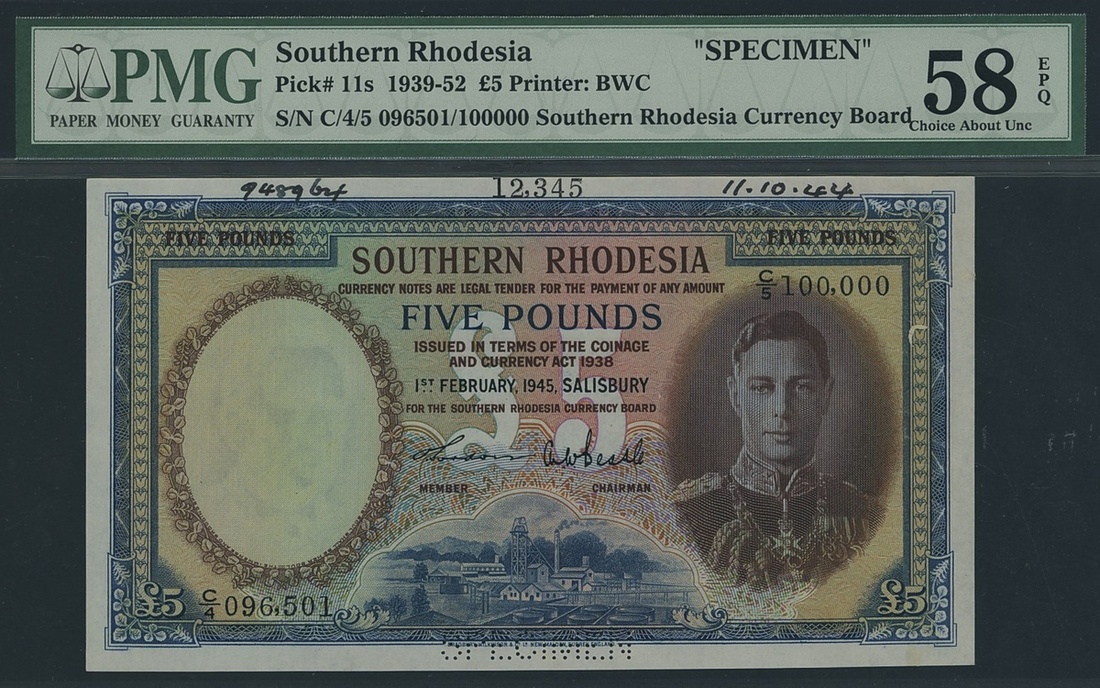 PMG
PAPER MONEY GUARANTY
Southern Rhodesia "SPECIMEN"
Pick# 11s 1939-52 £5 Printer: BWC
S/N C/4/5 096501/100000 Southern Rhodesia Currency Board
58 EPQ
Choice About Unc
948964 12,345 11.10.44
FIVE POUNDS FIVE POUNDS
SOUTHERN RHODESIA
CURRENCY NOTES ARE LEGAL TENDER FOR THE PAYMENT OF ANY AMOUNT
C/5 100,000
FIVE POUNDS
£5
ISSUED IN TERMS OF THE COINAGE
AND CURRENCY ACT 1938
1ST FEBRUARY, 1945, SALISBURY
FOR THE SOUTHERN RHODESIA CURRENCY BOARD
MEMBER CHAIRMAN
£5 C/4 096,501 £5
SPECIMEN